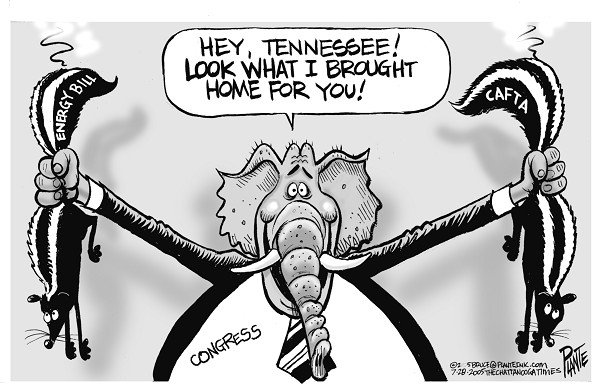 HEY, TENNESSEE!
LOOK WHAT I BROUGHT
HOME FOR YOU!
ENERGY BILL
CAFTA
CONGRESS
7-28-2005 THE CHATTANOOGA TIMES
PLANTE